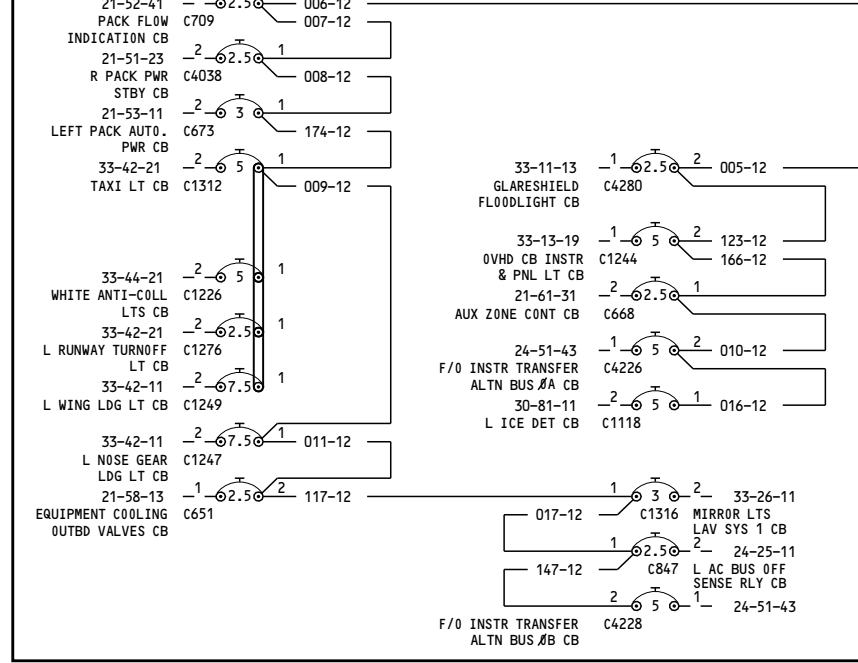 21-52-41 2.5 006-12
PACK FLOW C709 007-12
INDICATION CB
21-51-23 2 2.5 1
R PACK PWR C4038 008-12
STBY CB
21-53-11 2 3 1
LEFT PACK AUTO. C673 174-12
PWR CB
33-42-21 2 5 1
TAXI LT CB C1312 009-12
33-44-21 2 5 1
WHITE ANTI-COLL C1226
LTS CB
33-42-21 2 2.5 1
L RUNWAY TURNOFF C1276
LT CB
33-42-11 2 7.5 1
L WING LDG LT CB C1249
33-42-11 2 7.5 1 011-12
L NOSE GEAR C1247
LDG LT CB
21-58-13 1 2.5 2 117-12
EQUIPMENT COOLING C651
OUTBD VALVES CB
33-11-13 1 2.5 2 005-12
GLARESHIELD C4280
FLOODLIGHT CB
33-13-19 1 5 2 123-12
OVHD CB INSTR C1244 166-12
& PNL LT CB
21-61-31 2 2.5 1
AUX ZONE CONT CB C668
24-51-43 1 5 2 010-12
F/O INSTR TRANSFER C4226
ALTN BUS ØA CB
30-81-11 2 5 1 016-12
L ICE DET CB C1118
1 3 2 33-26-11
017-12 C1316 MIRROR LTS
LAV SYS 1 CB
1 2.5 2 24-25-11
147-12 C847 L AC BUS OFF
SENSE RLY CB
2 5 1 24-51-43
F/O INSTR TRANSFER C4228
ALTN BUS ØB CB